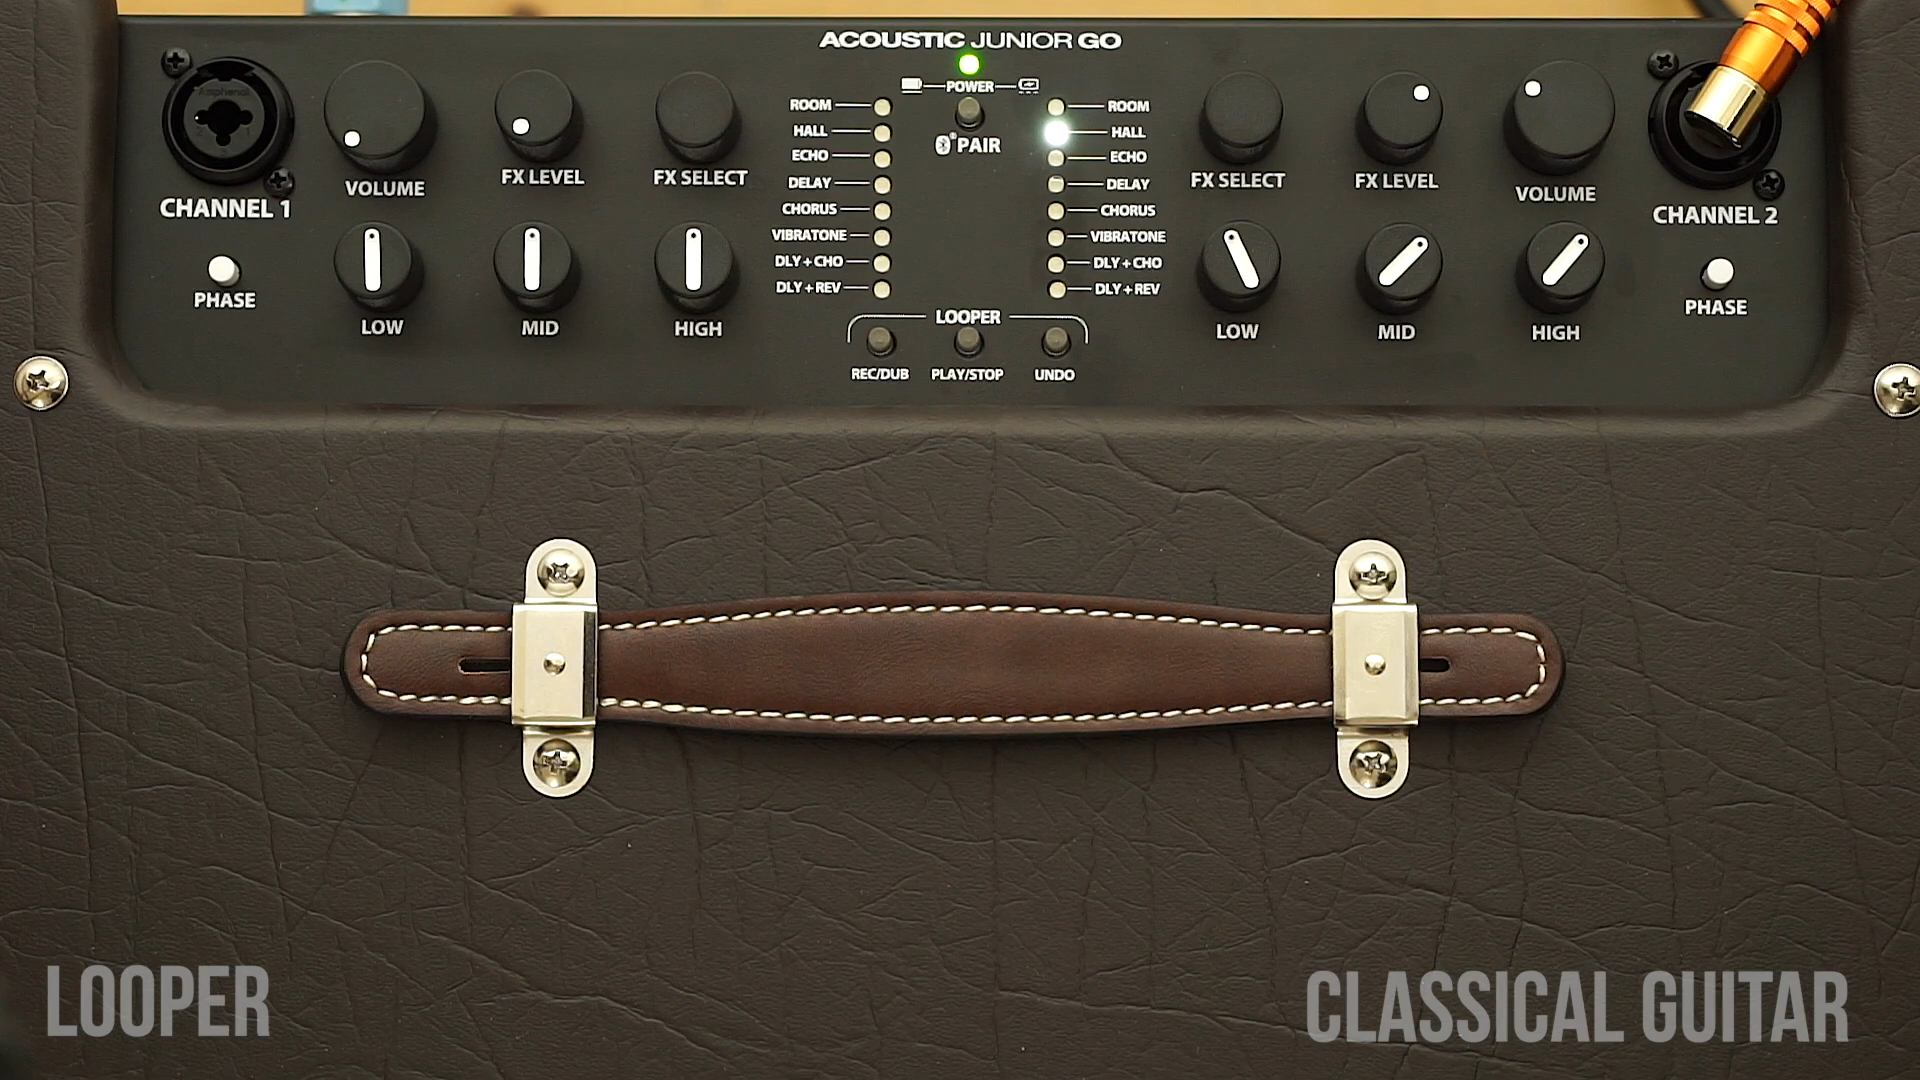 ACOUSTIC JUNIOR GO
Amphenol
POWER
PAIR
VOLUME
FX LEVEL
FX SELECT
CHANNEL 1
PHASE
LOW
MID
HIGH
ROOM
HALL
ECHO
DELAY
CHORUS
VIBRATONE
DLY + CHO
DLY + REV
ROOM
HALL
ECHO
DELAY
CHORUS
VIBRATONE
DLY + CHO
DLY + REV
LOOPER
REC/DUB
PLAY/STOP
UNDO
FX SELECT
FX LEVEL
VOLUME
CHANNEL 2
LOW
MID
HIGH
PHASE
LOOPER
CLASSICAL GUITAR